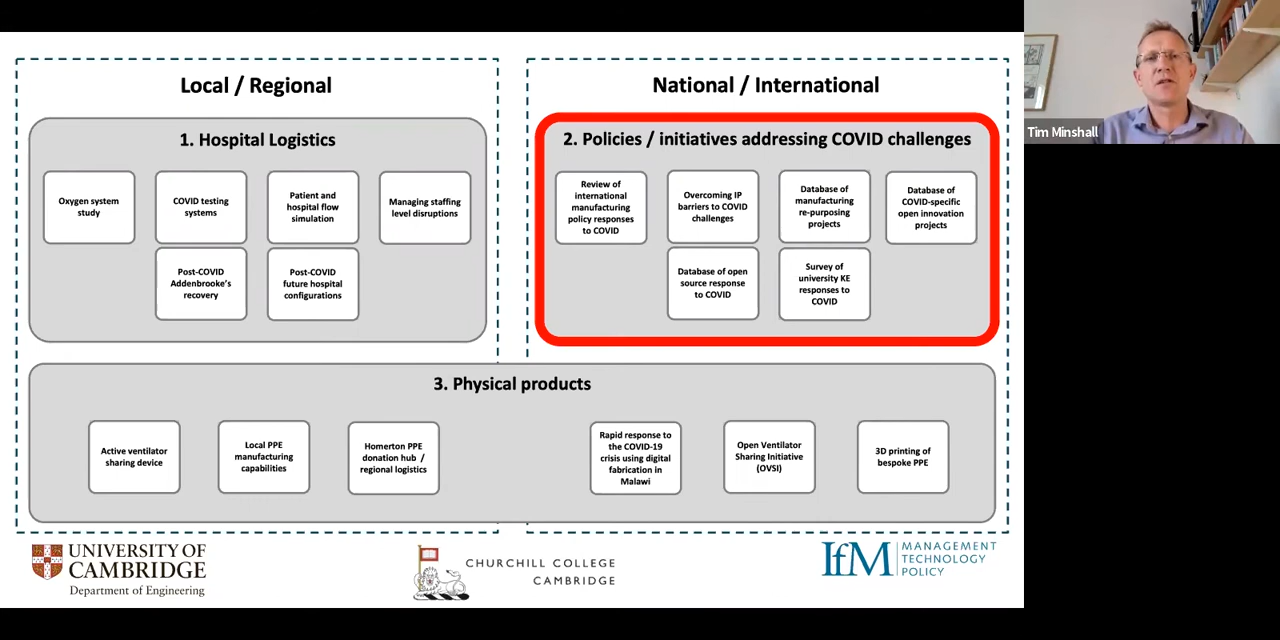 Local / Regional
National / International
Tim Minshall
1. Hospital Logistics
Oxygen system
study
COVID testing
systems
Patient and
hospital flow
simulation
Managing staffing
level disruptions
Post-COVID
Addenbrooke's
recovery
Post-COVID
future hospital
configurations
2. Policies / initiatives addressing COVID challenges
Review of
international
manufacturing
policy responses
to COVID
Overcoming IP
barriers to COVID
challenges
Database of
manufacturing
re-purposing
projects
Database of
COVID-specific
open innovation
projects
Database of open
source response
to COVID
Survey of
university KE
responses to
COVID
3. Physical products
Active ventilator
sharing device
Local PPE
manufacturing
capabilities
Homerton PPE
donation hub /
regional logistics
Rapid response to
the COVID-19
crisis using digital
fabrication in
Malawi
Open Ventilator
Sharing Initiative
(OVSI)
3D printing of
bespoke PPE
UNIVERSITY OF
CAMBRIDGE
Department of Engineering
CHURCHILL COLLEGE
CAMBRIDGE
IfM
MANAGEMENT
TECHNOLOGY
POLICY